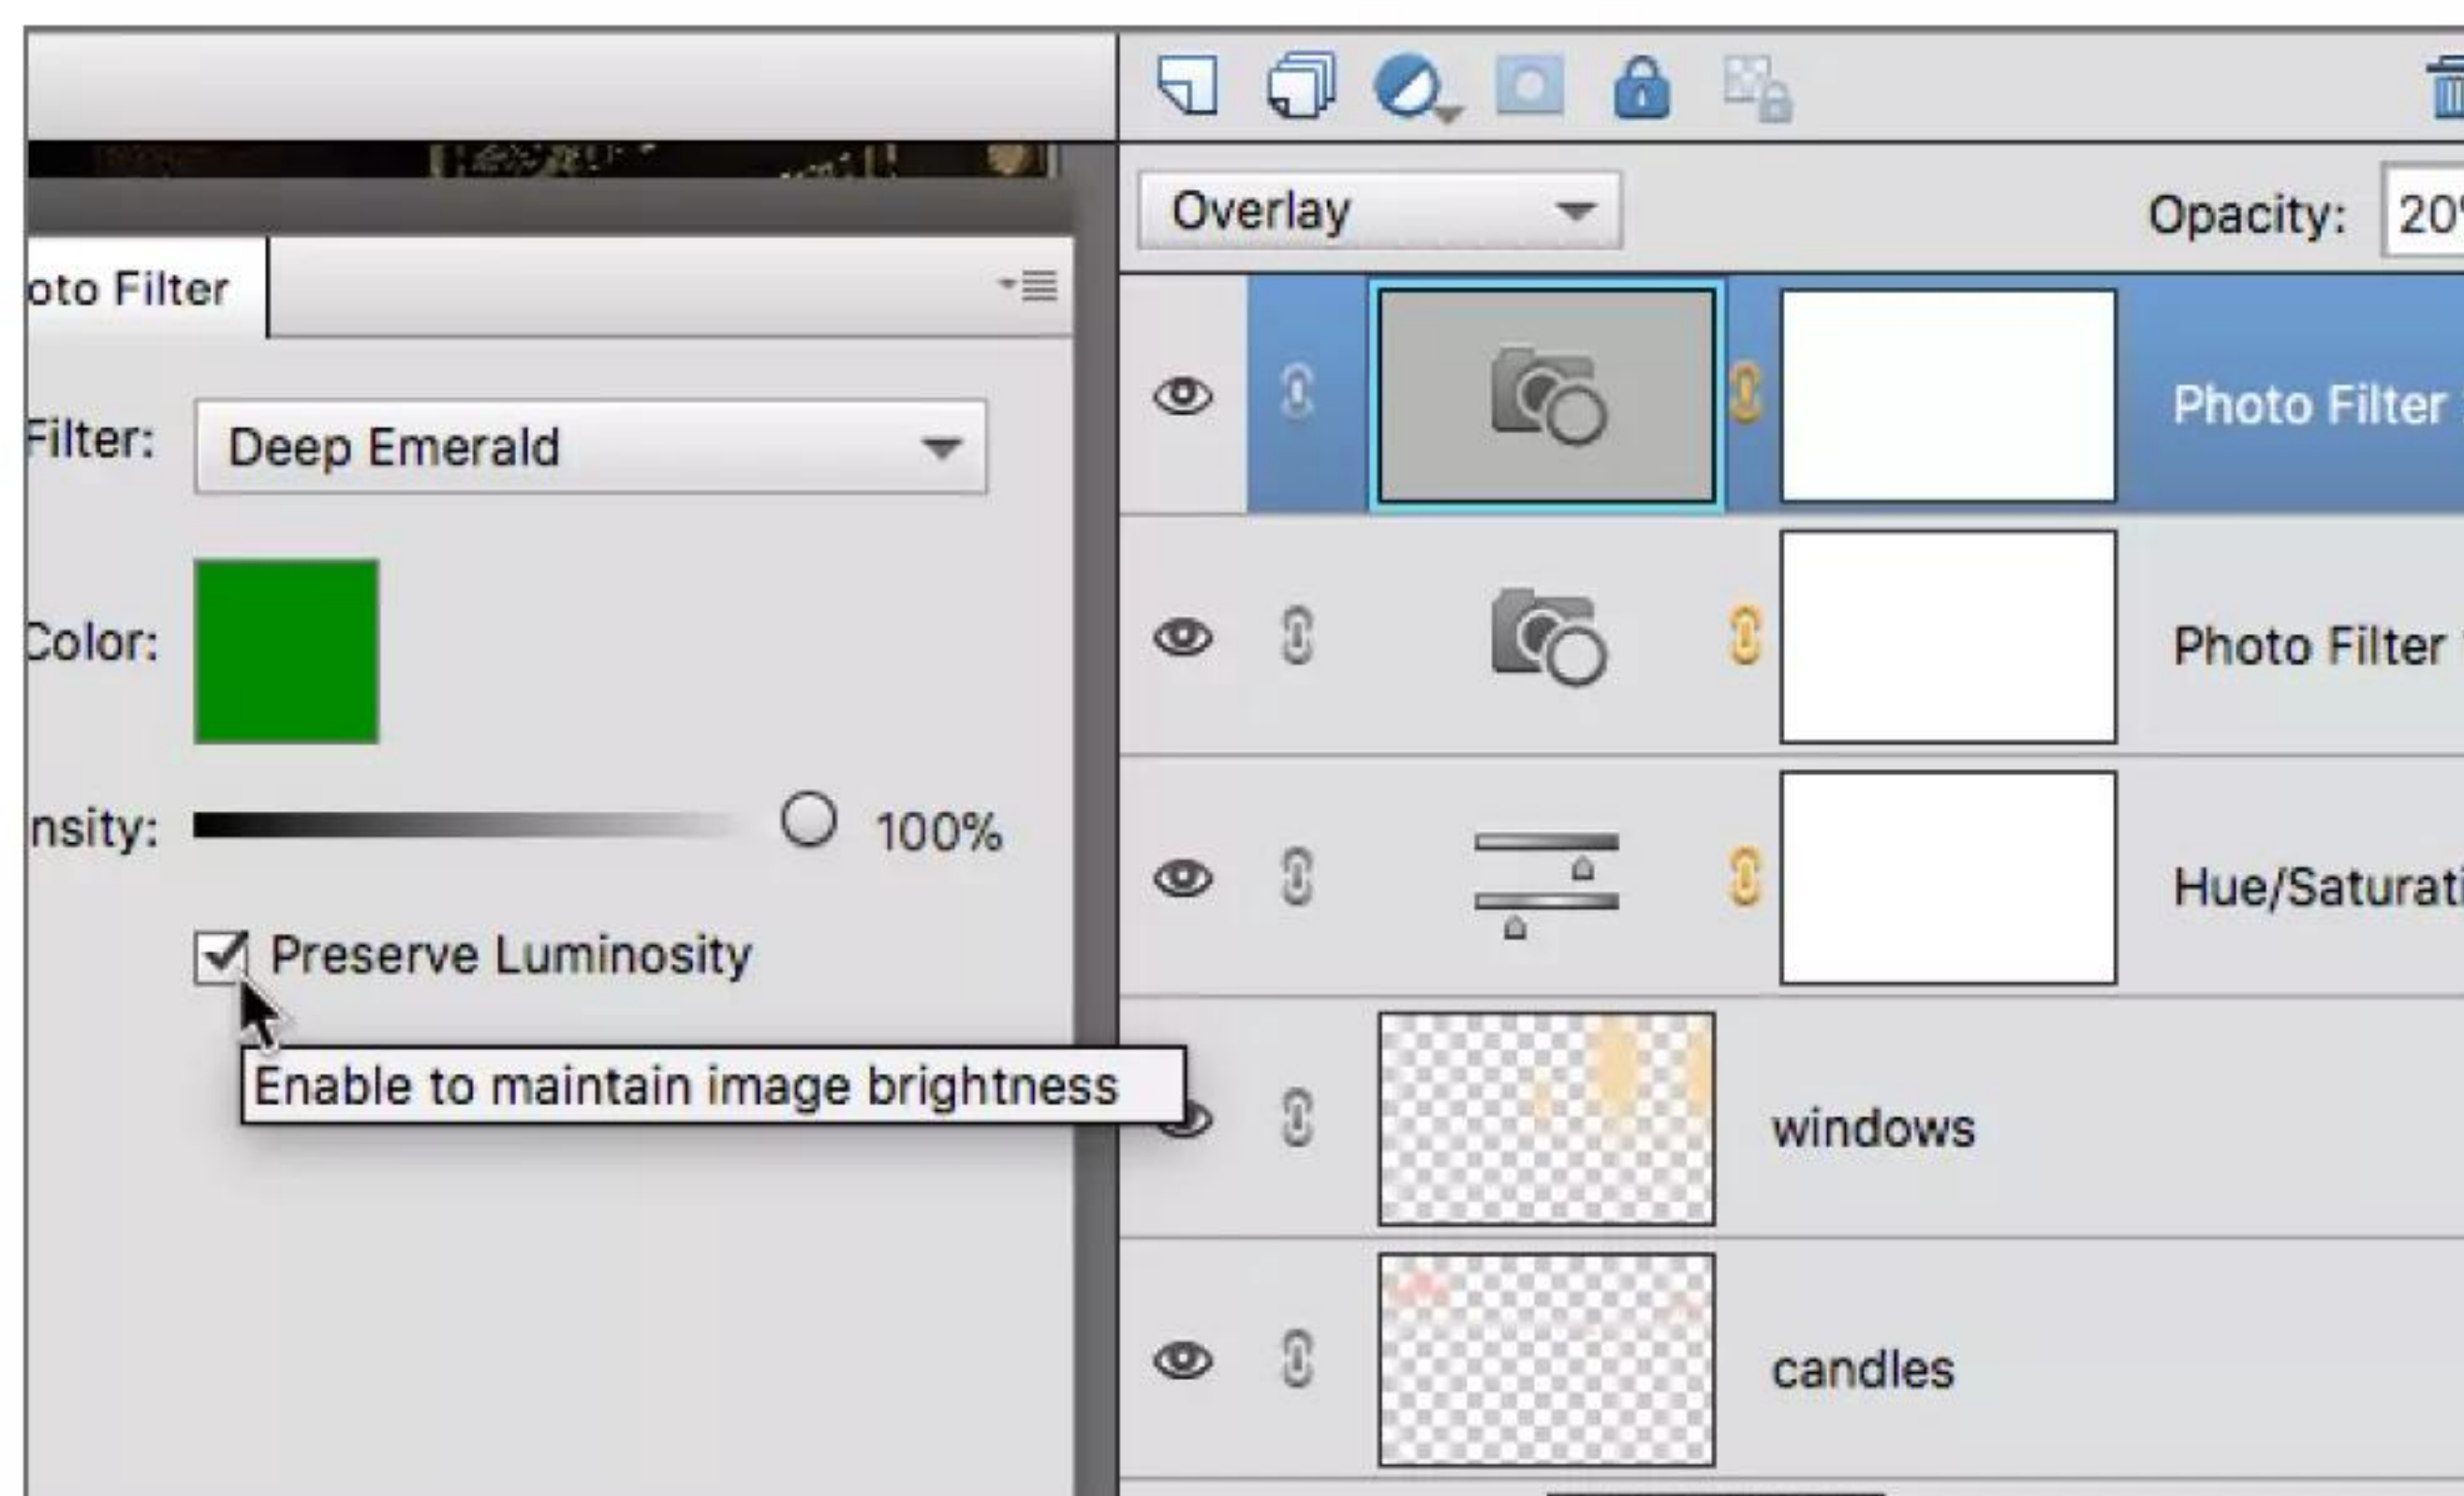 Overlay
Opacity: 20%
oto Filter
Filter: Deep Emerald
Color:
nsity: 100%
Preserve Luminosity
Enable to maintain image brightness
Photo Filter
Photo Filter
Hue/Saturati
windows
candles